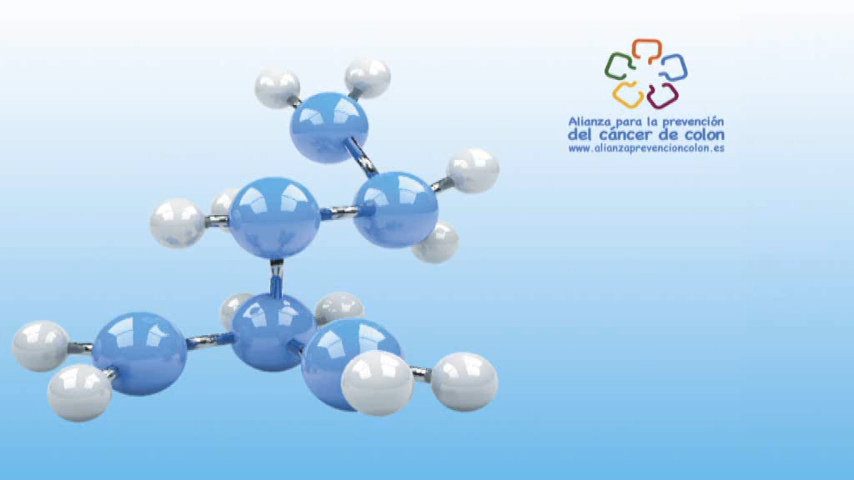 Alianza para la prevención
del cáncer de colon
www.alianzaprevencioncolon.es